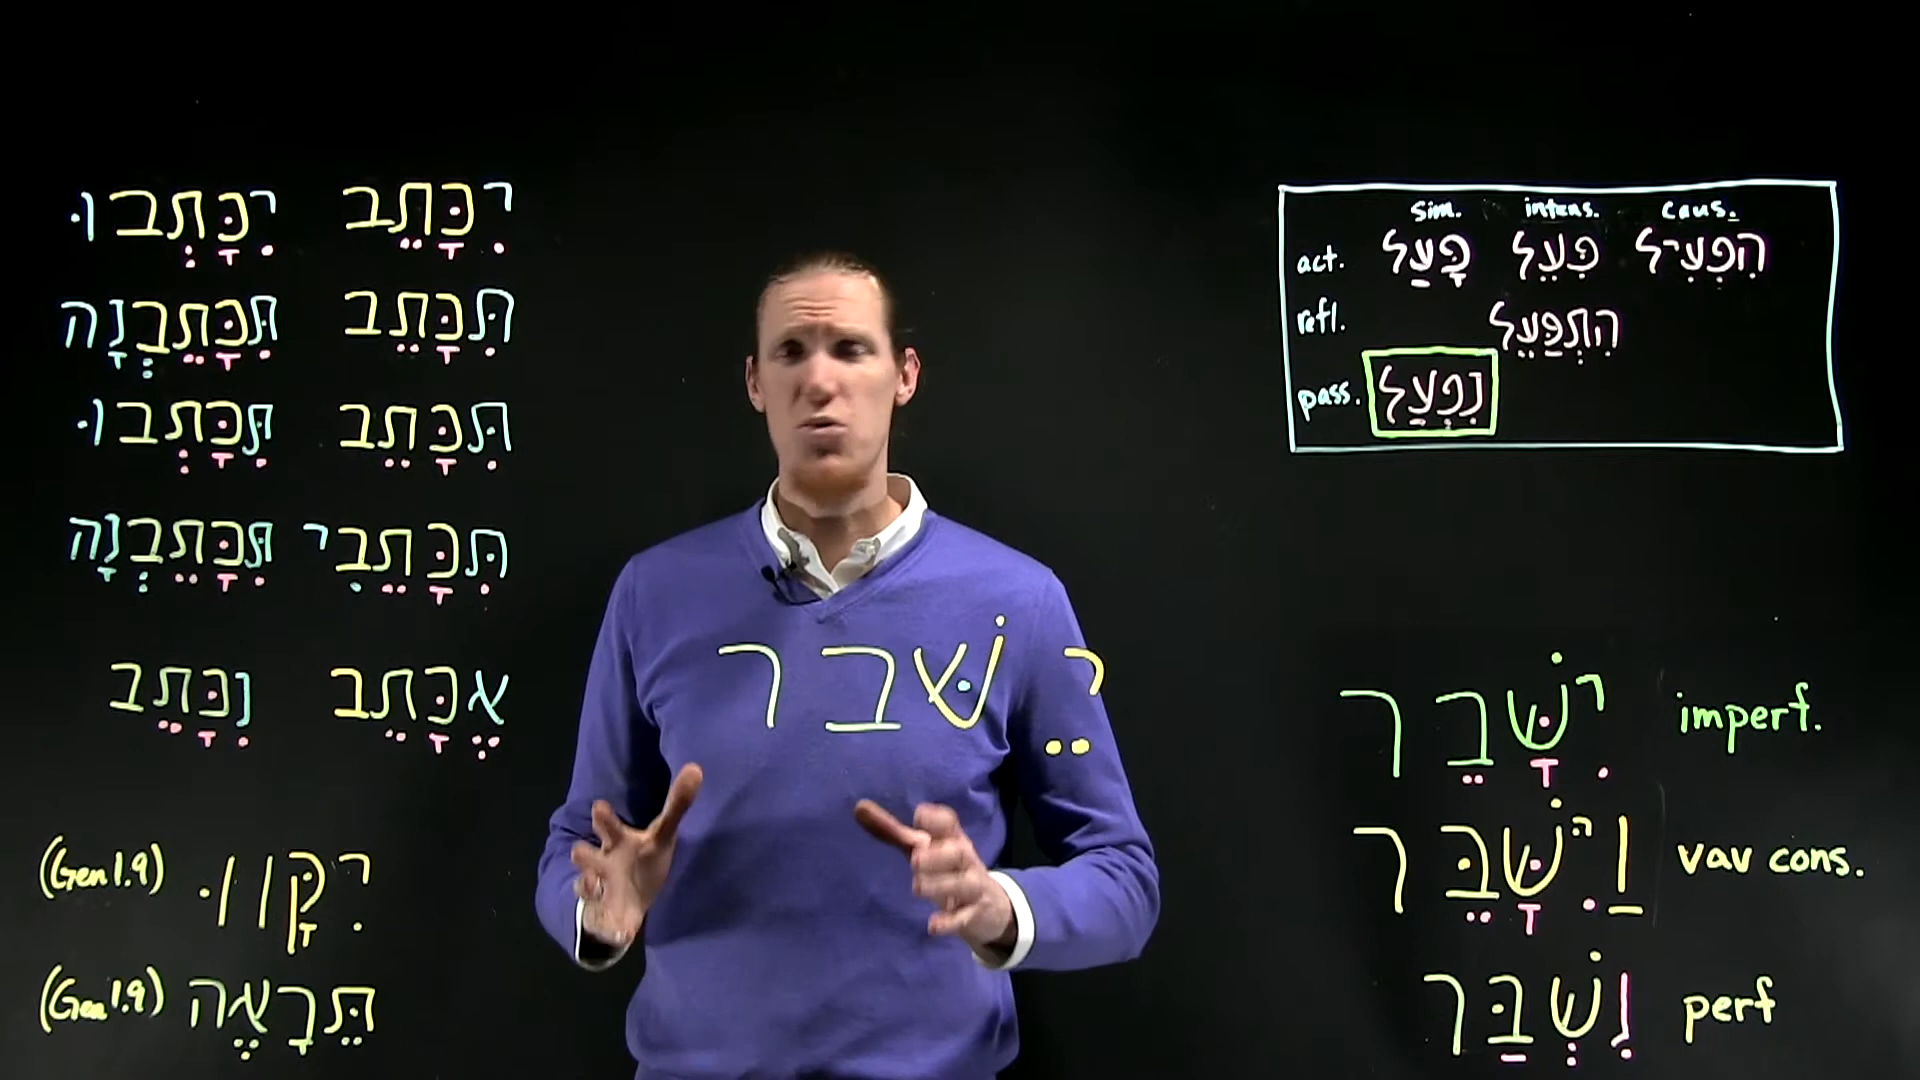 יִכָּתֵב יִכָּתְבוּ
תִּכָּתֵב תִּכָּתֵבְנָה
תִּכָּתֵב תִּכָּתְבוּ
תִּכָּתֵבִי תִּכָּתֵבְנָה
אֶכָּתֵב נִכָּתֵב
(Gen 1.9) יִקָּווּ
(Gen 1.9) תֵּרָאֶה
יֵשּׁבר
sim. intens. caus.
act. פָּעַל פִּעֵל הִפְעִיל
refl. הִתְפַּעֵל
pass. נִפְעַל
יִשָּׁבֵר imperf.
וַיִּשָּׁבֵּר vav cons.
נִשְׁבַּר perf